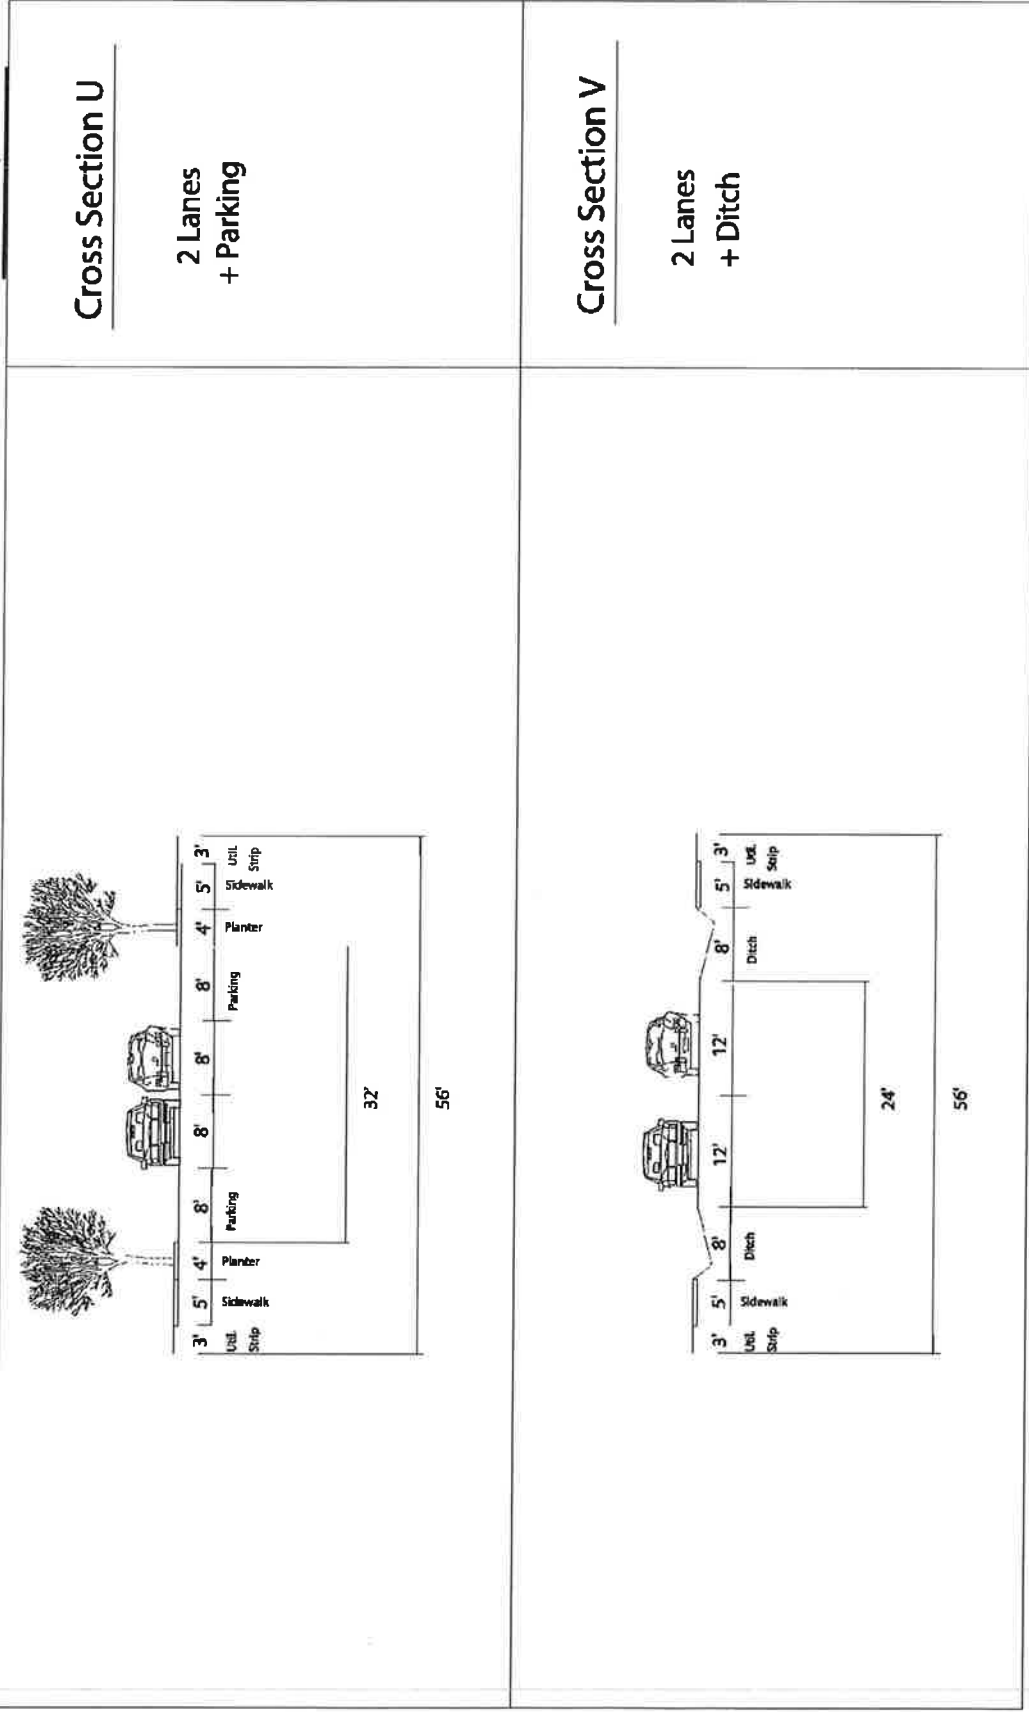 Cross Section U
2 Lanes
+ Parking
3' 5' 4' 8' 8' 8' 8' 4' 5' 3'
Util. Sidewalk Planter Parking Parking Planter Sidewalk Util.
Strip Strip
32'
56'
Cross Section V
2 Lanes
+ Ditch
3' 5' 8' 12' 12' 8' 5' 3'
Util. Sidewalk Ditch Ditch Sidewalk Util.
Strip Strip
24'
56'